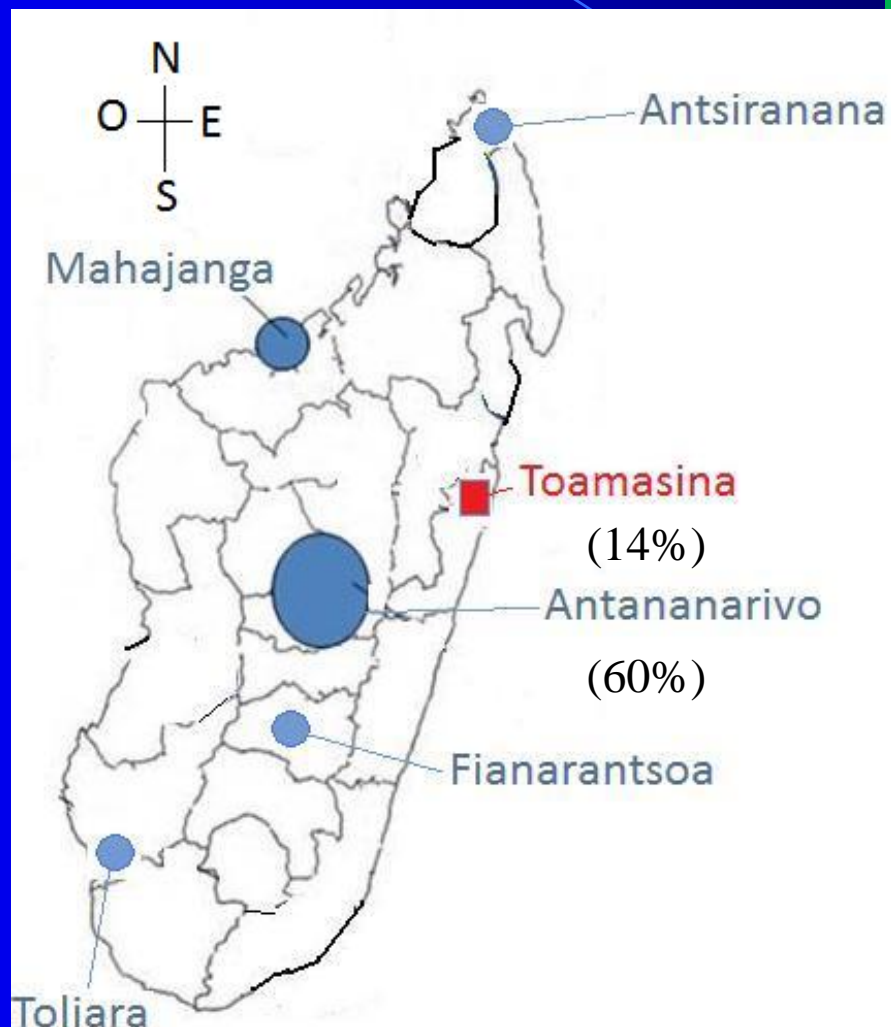 N
O E
S
Antsiranana
Mahajanga
Toamasina
(14%)
Antananarivo
(60%)
Fianarantsoa
Toliara